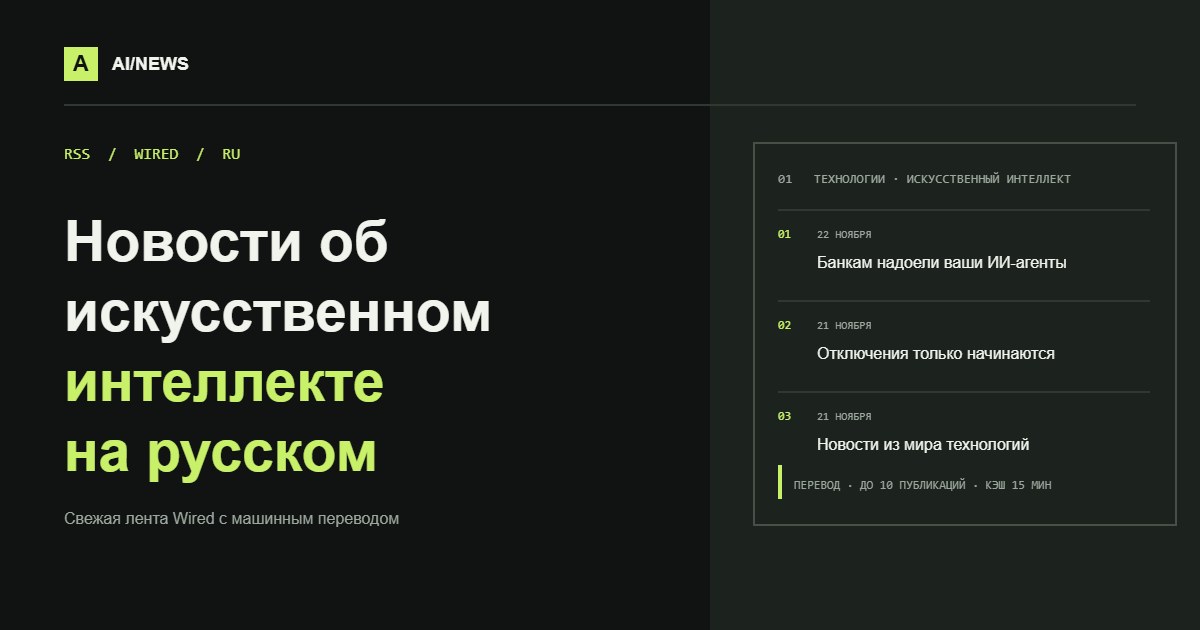 A AI/NEWS
RSS / WIRED / RU
Новости об
искусственном
интеллекте
на русском
Свежая лента Wired с машинным переводом
01 ТЕХНОЛОГИИ · ИСКУССТВЕННЫЙ ИНТЕЛЛЕКТ
01 22 НОЯБРЯ
Банкам надоели ваши ИИ-агенты
02 21 НОЯБРЯ
Отключения только начинаются
03 21 НОЯБРЯ
Новости из мира технологий
ПЕРЕВОД · ДО 10 ПУБЛИКАЦИЙ · КЭШ 15 МИН